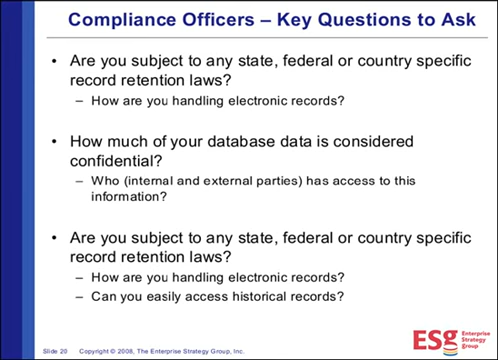 Compliance Officers – Key Questions to Ask
• Are you subject to any state, federal or country specific
record retention laws?
– How are you handling electronic records?
• How much of your database data is considered
confidential?
– Who (internal and external parties) has access to this
information?
• Are you subject to any state, federal or country specific
record retention laws?
– How are you handling electronic records?
– Can you easily access historical records?
Slide 20 Copyright © 2008, The Enterprise Strategy Group, Inc.
ESG
Enterprise
Strategy
Group